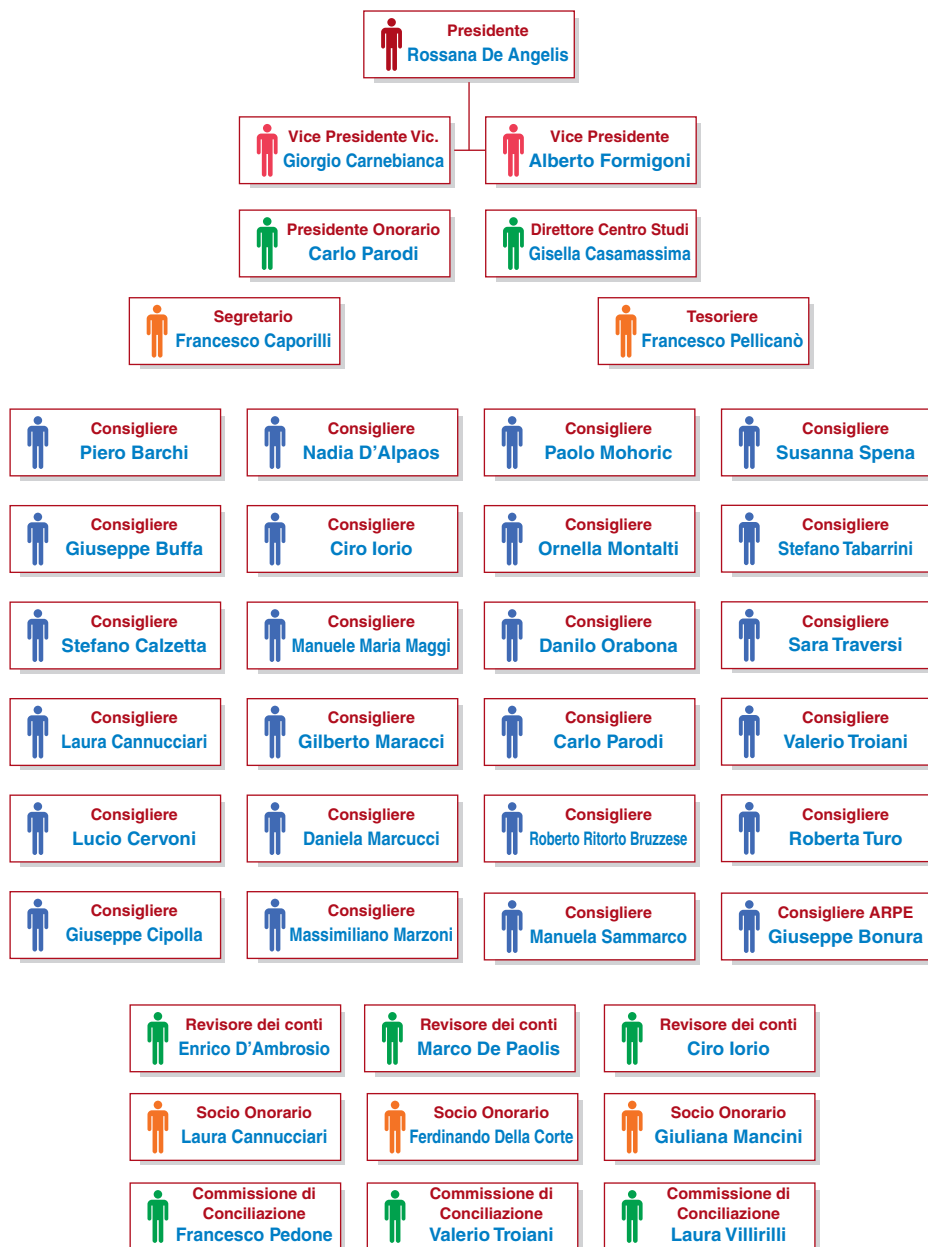 Presidente
Rossana De Angelis
Vice Presidente Vic.
Giorgio Carnebianca
Vice Presidente
Alberto Formigoni
Presidente Onorario
Carlo Parodi
Direttore Centro Studi
Gisella Casamassima
Segretario
Francesco Caporilli
Tesoriere
Francesco Pellicanò
Consigliere
Piero Barchi
Consigliere
Nadia D'Alpaos
Consigliere
Paolo Mohoric
Consigliere
Susanna Spena
Consigliere
Giuseppe Buffa
Consigliere
Ciro Iorio
Consigliere
Ornella Montalti
Consigliere
Stefano Tabarrini
Consigliere
Stefano Calzetta
Consigliere
Manuele Maria Maggi
Consigliere
Danilo Orabona
Consigliere
Sara Traversi
Consigliere
Laura Cannucciari
Consigliere
Gilberto Maracci
Consigliere
Carlo Parodi
Consigliere
Valerio Troiani
Consigliere
Lucio Cervoni
Consigliere
Daniela Marcucci
Consigliere
Roberto Ritorto Bruzzese
Consigliere
Roberta Turo
Consigliere
Giuseppe Cipolla
Consigliere
Massimiliano Marzoni
Consigliere
Manuela Sammarco
Consigliere ARPE
Giuseppe Bonura
Revisore dei conti
Enrico D'Ambrosio
Revisore dei conti
Marco De Paolis
Revisore dei conti
Ciro Iorio
Socio Onorario
Laura Cannucciari
Socio Onorario
Ferdinando Della Corte
Socio Onorario
Giuliana Mancini
Commissione di
Conciliazione
Francesco Pedone
Commissione di
Conciliazione
Valerio Troiani
Commissione di
Conciliazione
Laura Villirilli